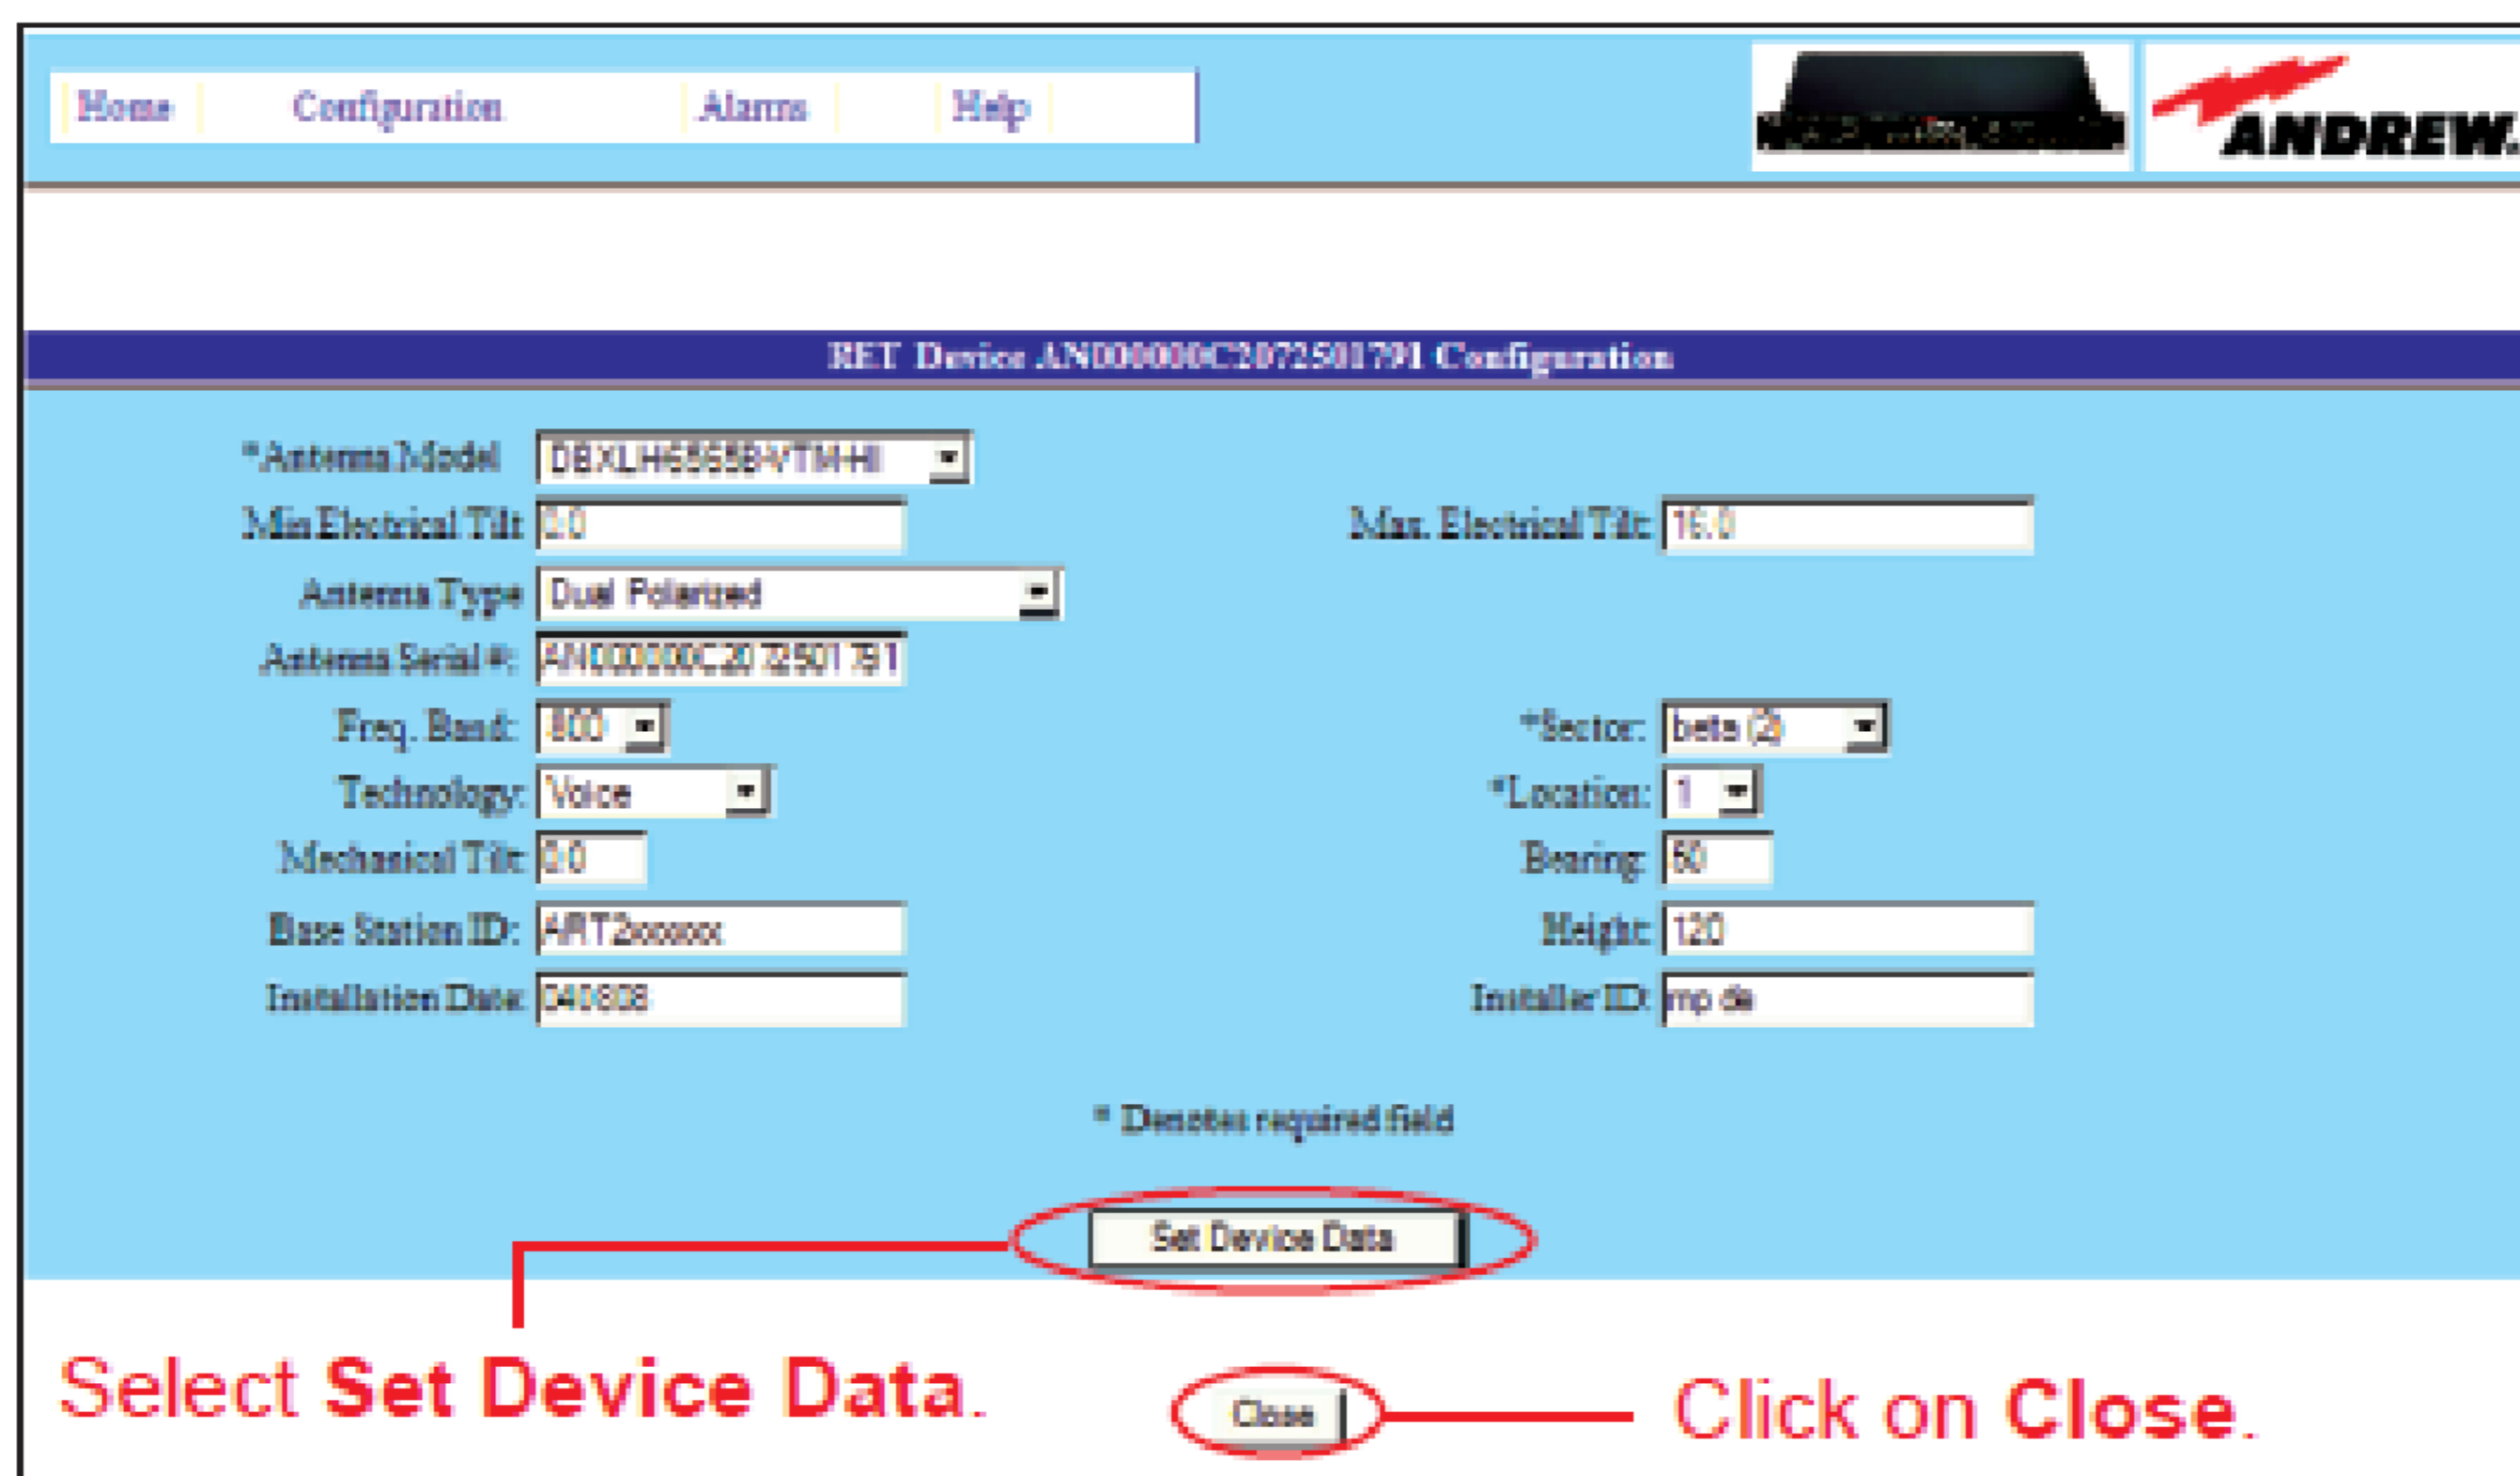 Home Configuration Alarms Help
ANDREW.
RET Device AN000000C2072501791 Configuration
*Antenna Model DBXLH6565B-VTM-HI
Min Electrical Tilt 0.0 Max. Electrical Tilt: 16.0
Antenna Type Dual Polarized
Antenna Serial #: AN000000C2072501791
Freq. Band: 800 *Sector: beta (2)
Technology: Voice *Location: 1
Mechanical Tilt: 0.0 Bearing:
Base Station ID: ART2xxxxxx Height: 120
Installation Date: 040808 Installer ID: mp da
* Denotes required field
Set Device Data
Select Set Device Data.
Close Click on Close.